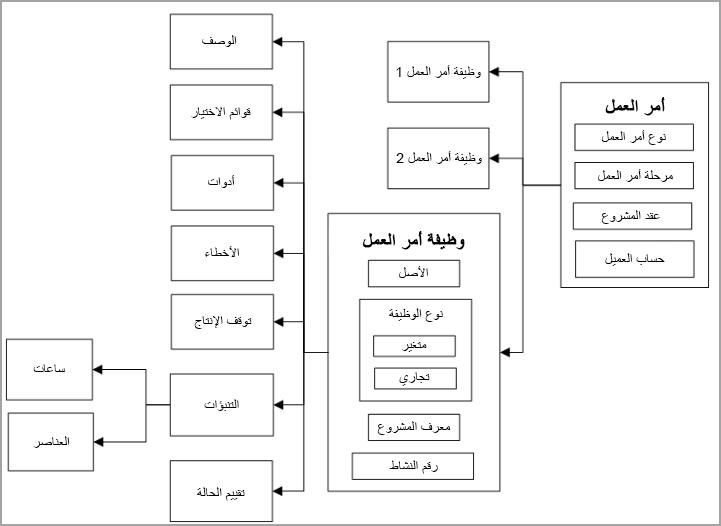 أمر العمل
نوع أمر العمل
مرحلة أمر العمل
عقد المشروع
حساب العميل
وظيفة أمر العمل 1
وظيفة أمر العمل 2
وظيفة أمر العمل
الأصل
نوع الوظيفة
متغير
تجاري
معرف المشروع
رقم النشاط
الوصف
قوائم الاختيار
أدوات
الأخطاء
توقف الإنتاج
التنبؤات
تقييم الحالة
ساعات
العناصر